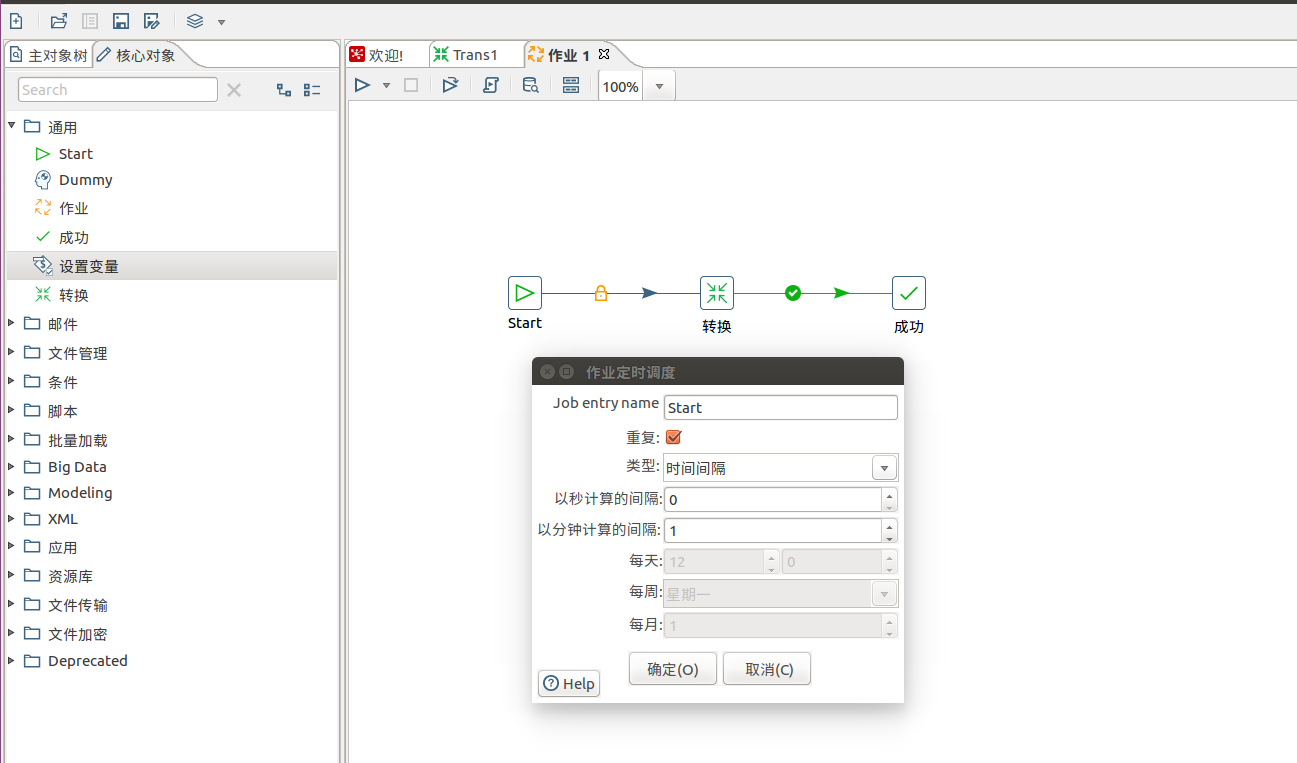 主对象树 核心对象
欢迎! Trans1 作业 1
Search
100%
通用
Start
Dummy
作业
成功
设置变量
转换
邮件
文件管理
条件
脚本
批量加载
Big Data
Modeling
XML
应用
资源库
文件传输
文件加密
Deprecated
Start 转换 成功
作业定时调度
Job entry name Start
重复:
类型: 时间间隔
以秒计算的间隔: 0
以分钟计算的间隔: 1
每天: 12 0
每周: 星期一
每月: 1
确定(O) 取消(C)
Help